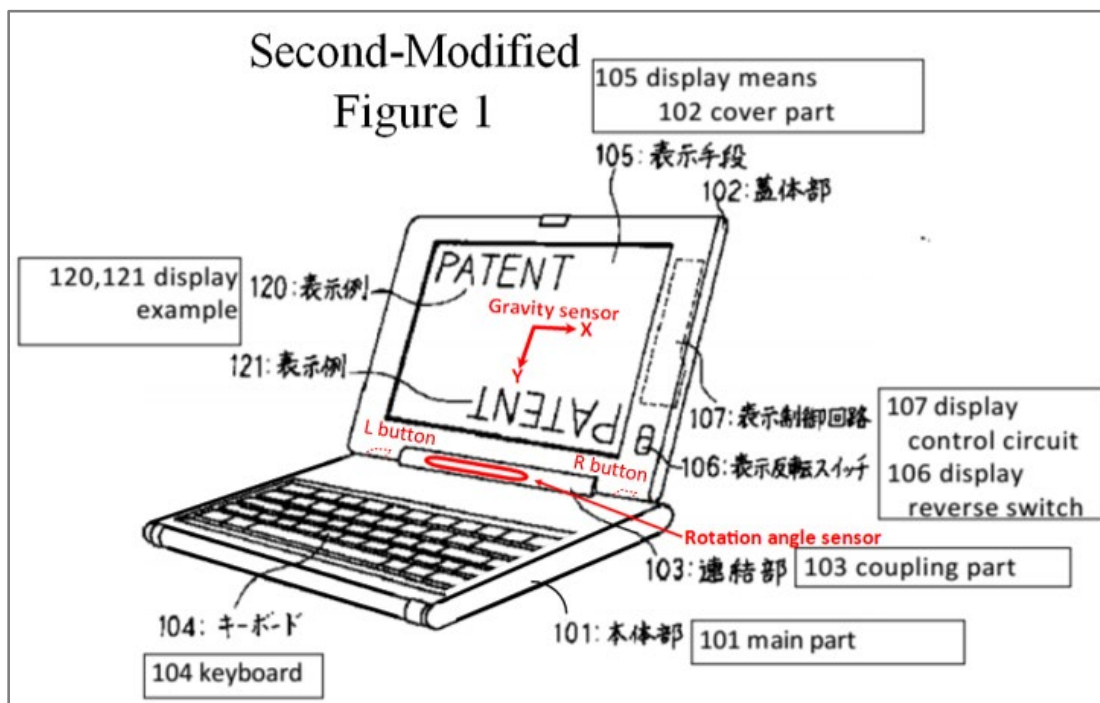 Second-Modified
Figure 1
105 display means
102 cover part
105:表示手段
102:蓋体部
PATENT
120,121 display
example
120:表示例
Gravity sensor
X
Y
121:表示例
PATENT
107:表示制御回路
107 display
control circuit
L button
R button
106:表示反転スイッチ
106 display
reverse switch
Rotation angle sensor
103:連結部
103 coupling part
104:キーボード
101:本体部
101 main part
104 keyboard